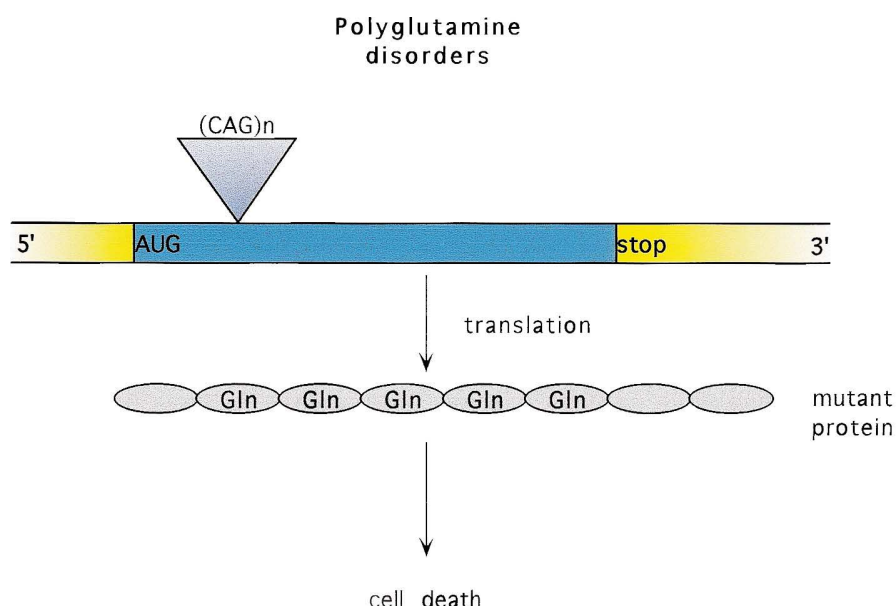 Polyglutamine
disorders
(CAG)n
5' AUG stop 3'
translation
Gln Gln Gln Gln Gln
mutant
protein
cell death